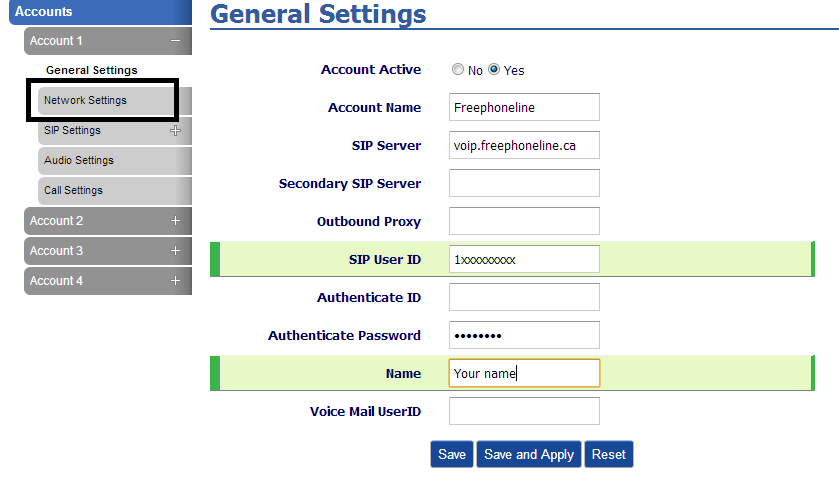 Accounts
Account 1
General Settings
Network Settings
SIP Settings
Audio Settings
Call Settings
Account 2
Account 3
Account 4
General Settings
Account Active No Yes
Account Name Freephoneline
SIP Server voip.freephoneline.ca
Secondary SIP Server
Outbound Proxy
SIP User ID 1xxxxxxxxx
Authenticate ID
Authenticate Password ••••••••
Name Your name
Voice Mail UserID
Save Save and Apply Reset